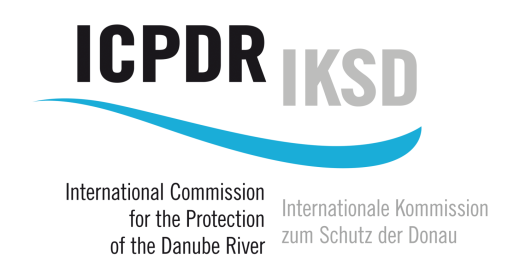 ICPDR
IKSD
International Commission
for the Protection
of the Danube River
Internationale Kommission
zum Schutz der Donau